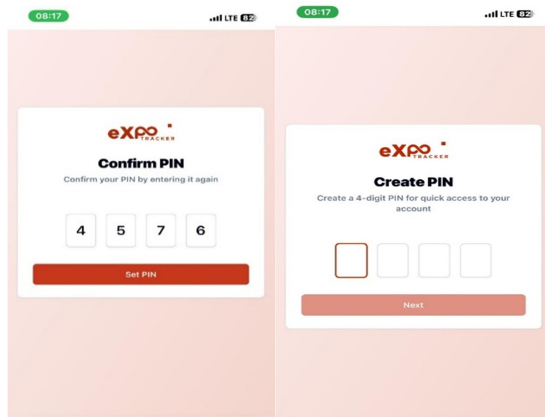 08:17
LTE 82
eXpo
TRACKER
Confirm PIN
Confirm your PIN by entering it again
4 5 7 6
Set PIN
08:17
LTE 82
eXpo
TRACKER
Create PIN
Create a 4-digit PIN for quick access to your
account
Next